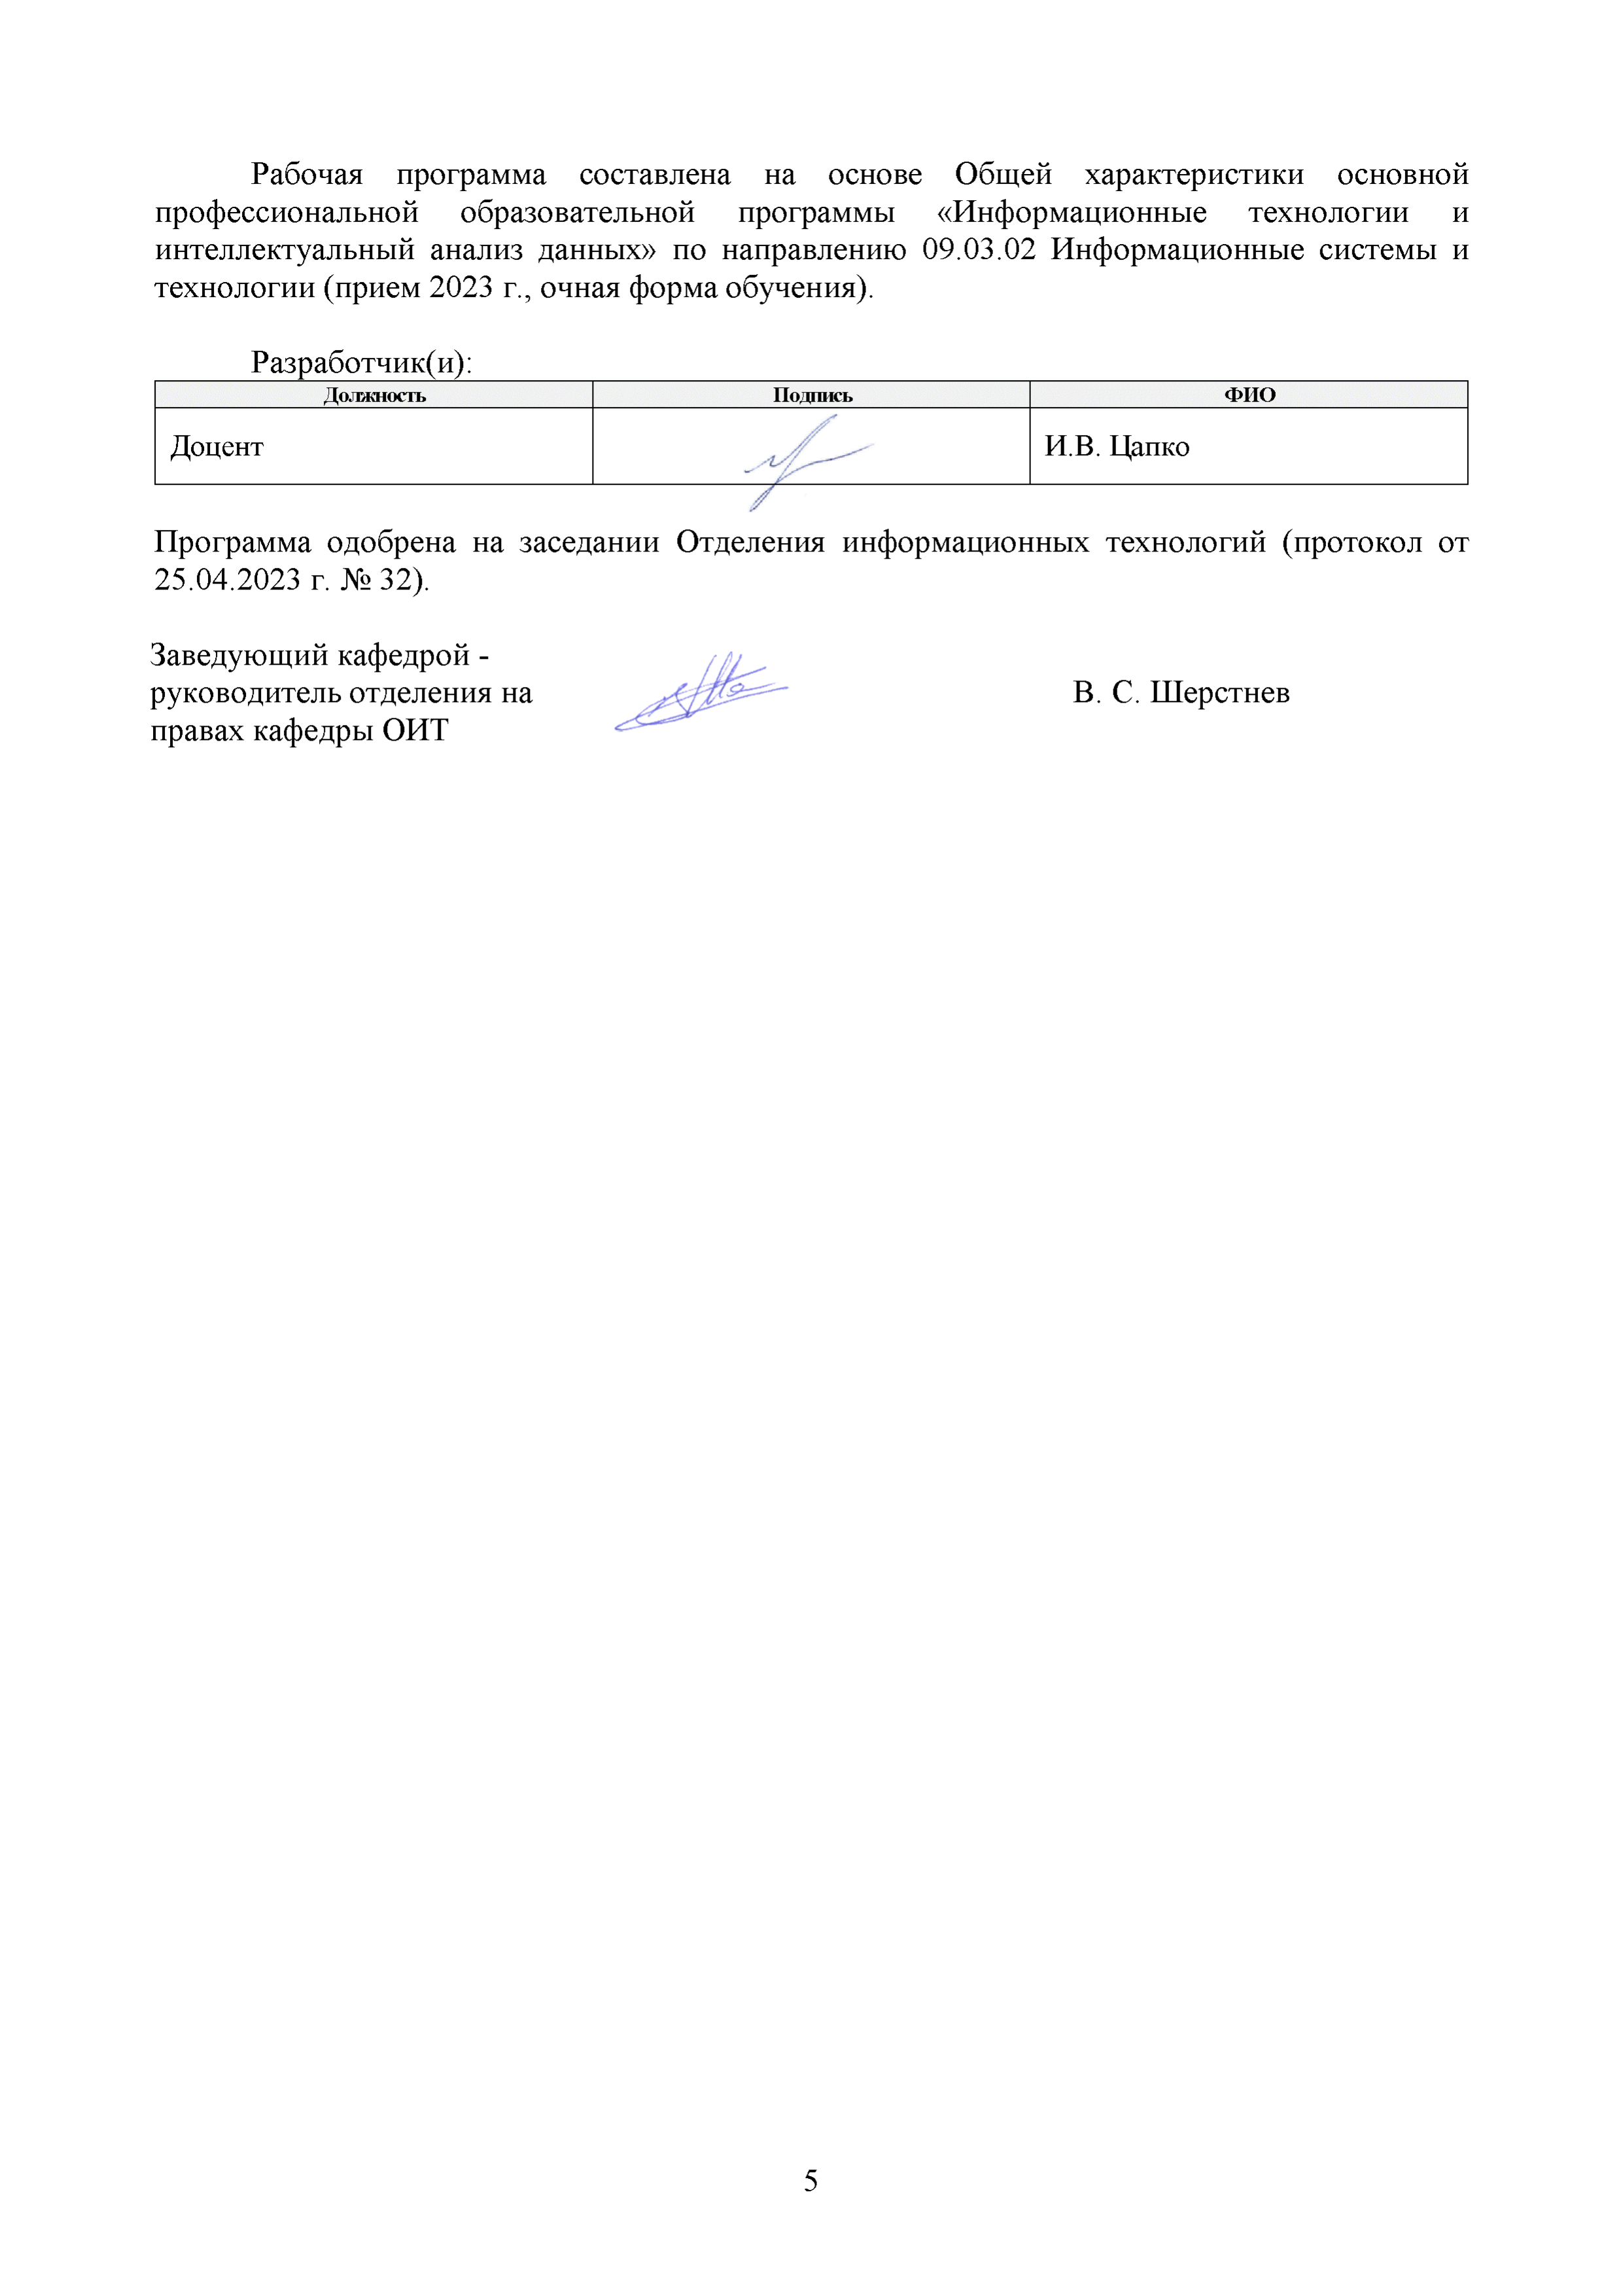 Рабочая программа составлена на основе Общей характеристики основной
профессиональной образовательной программы «Информационные технологии и
интеллектуальный анализ данных» по направлению 09.03.02 Информационные системы и
технологии (прием 2023 г., очная форма обучения).
Разработчик(и):
Должность Подпись ФИО
Доцент И.В. Цапко
Программа одобрена на заседании Отделения информационных технологий (протокол от
25.04.2023 г. № 32).
Заведующий кафедрой -
руководитель отделения на В. С. Шерстнев
правах кафедры ОИТ
5